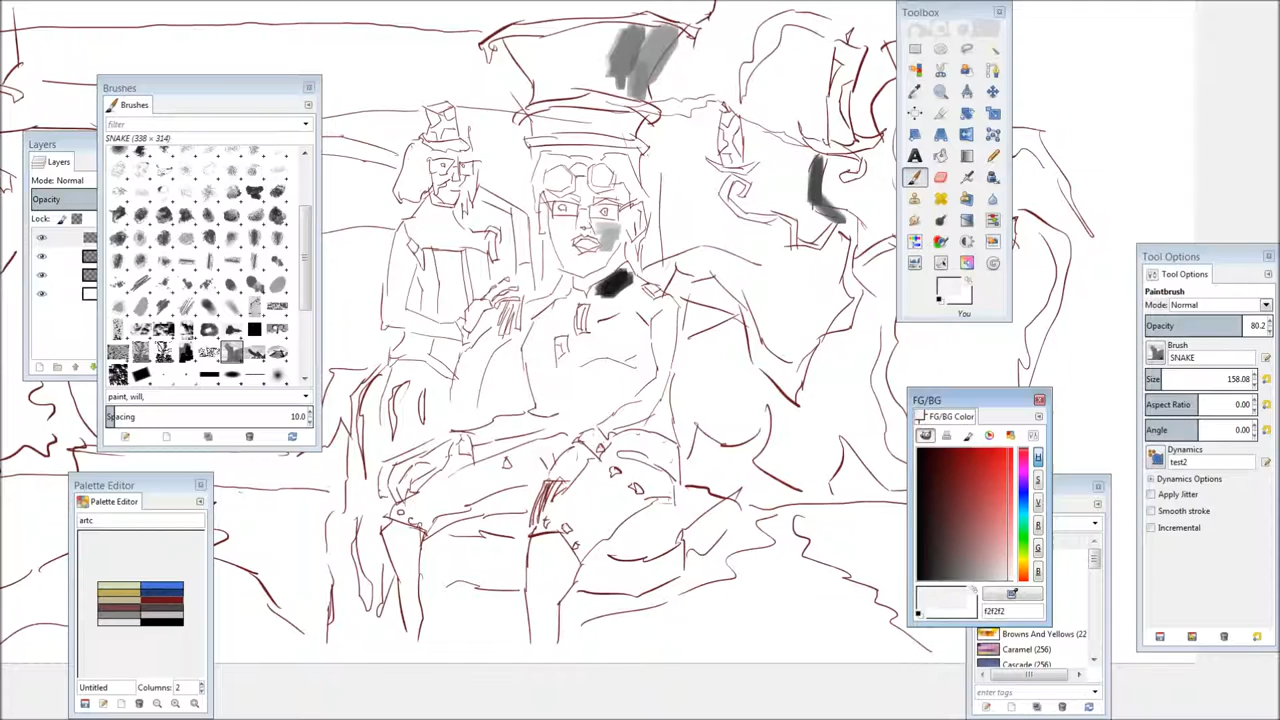 Toolbox
Brushes
Brushes
filter
SNAKE (338 × 314)
Layers
Layers
Mode: Normal
Opacity
Lock:
You
paint, will,
Spacing
10.0
Palette Editor
Palette Editor
artc
Untitled
Columns: 2
FG/BG
FG/BG Color
H
S
V
R
G
B
f2f2f2
Browns And Yellows (22
Caramel (256)
Cascade (256)
enter tags
Tool Options
Tool Options
Paintbrush
Mode: Normal
Opacity
80.2
Brush
SNAKE
Size
158.08
Aspect Ratio
0.00
Angle
0.00
Dynamics
test2
Dynamics Options
Apply Jitter
Smooth stroke
Incremental